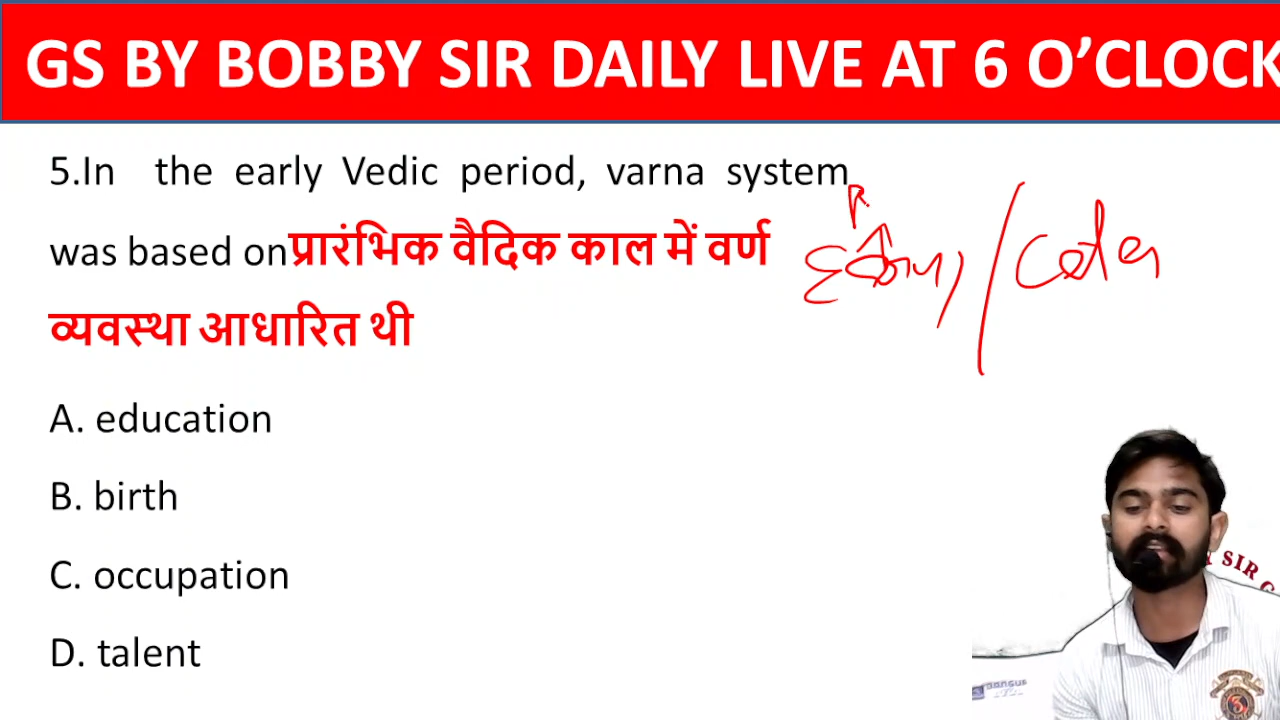 GS BY BOBBY SIR DAILY LIVE AT 6 O’CLOCK
5.In the early Vedic period, varna system
was based onप्रारंभिक वैदिक काल में वर्ण
व्यवस्था आधारित थी
A. education
B. birth
C. occupation
D. talent
SIR